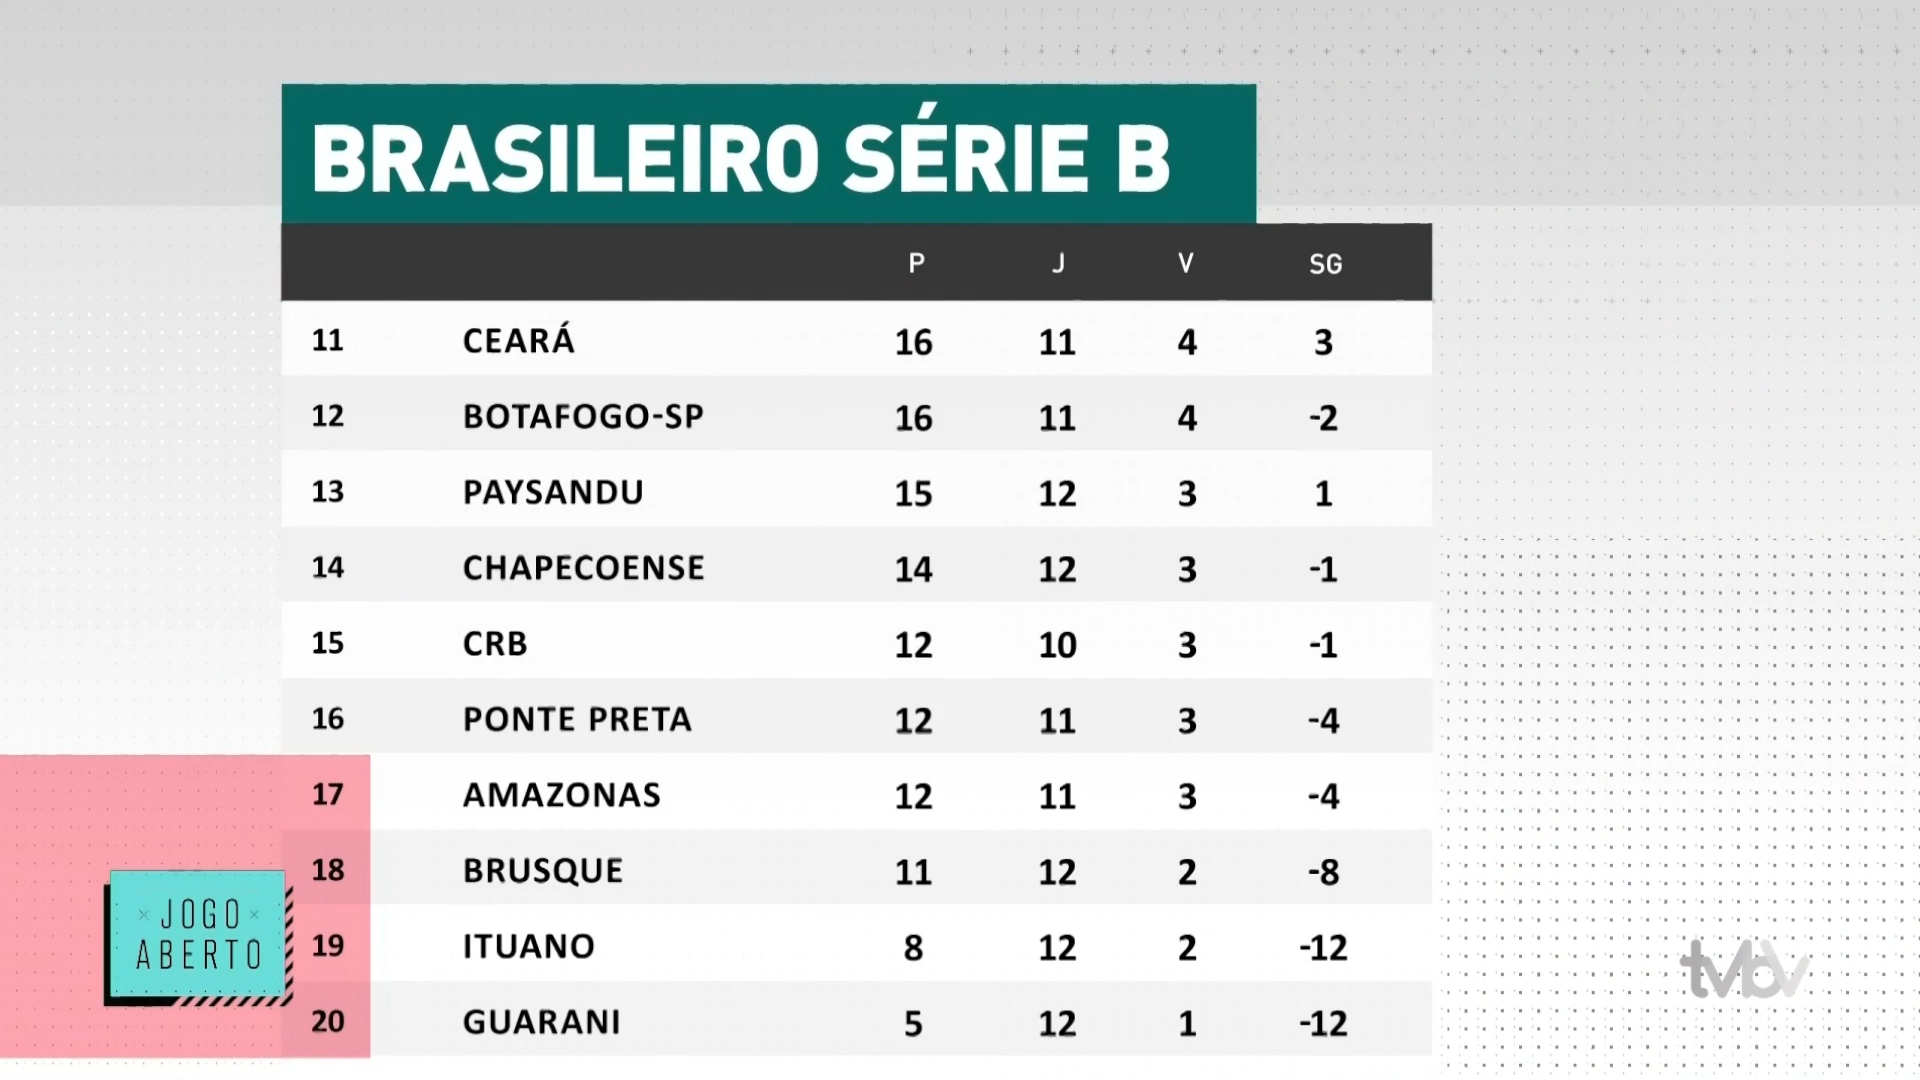 BRASILEIRO SÉRIE B
P J V SG
11 CEARÁ 16 11 4 3
12 BOTAFOGO-SP 16 11 4 -2
13 PAYSANDU 15 12 3 1
14 CHAPECOENSE 14 12 3 -1
15 CRB 12 10 3 -1
16 PONTE PRETA 12 11 3 -4
17 AMAZONAS 12 11 3 -4
18 BRUSQUE 11 12 2 -8
19 ITUANO 8 12 2 -12
20 GUARANI 5 12 1 -12
JOGO
ABERTO
tvbv